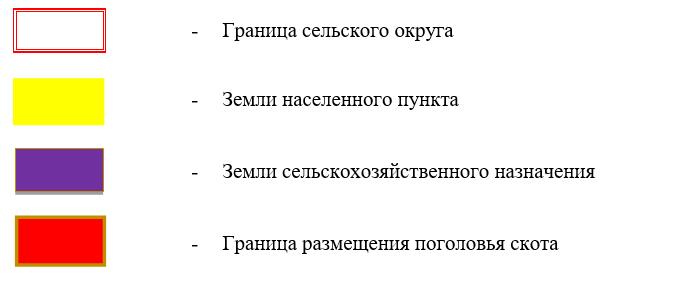 - Граница сельского округа
- Земли населенного пункта
- Земли сельскохозяйственного назначения
- Граница размещения поголовья скота